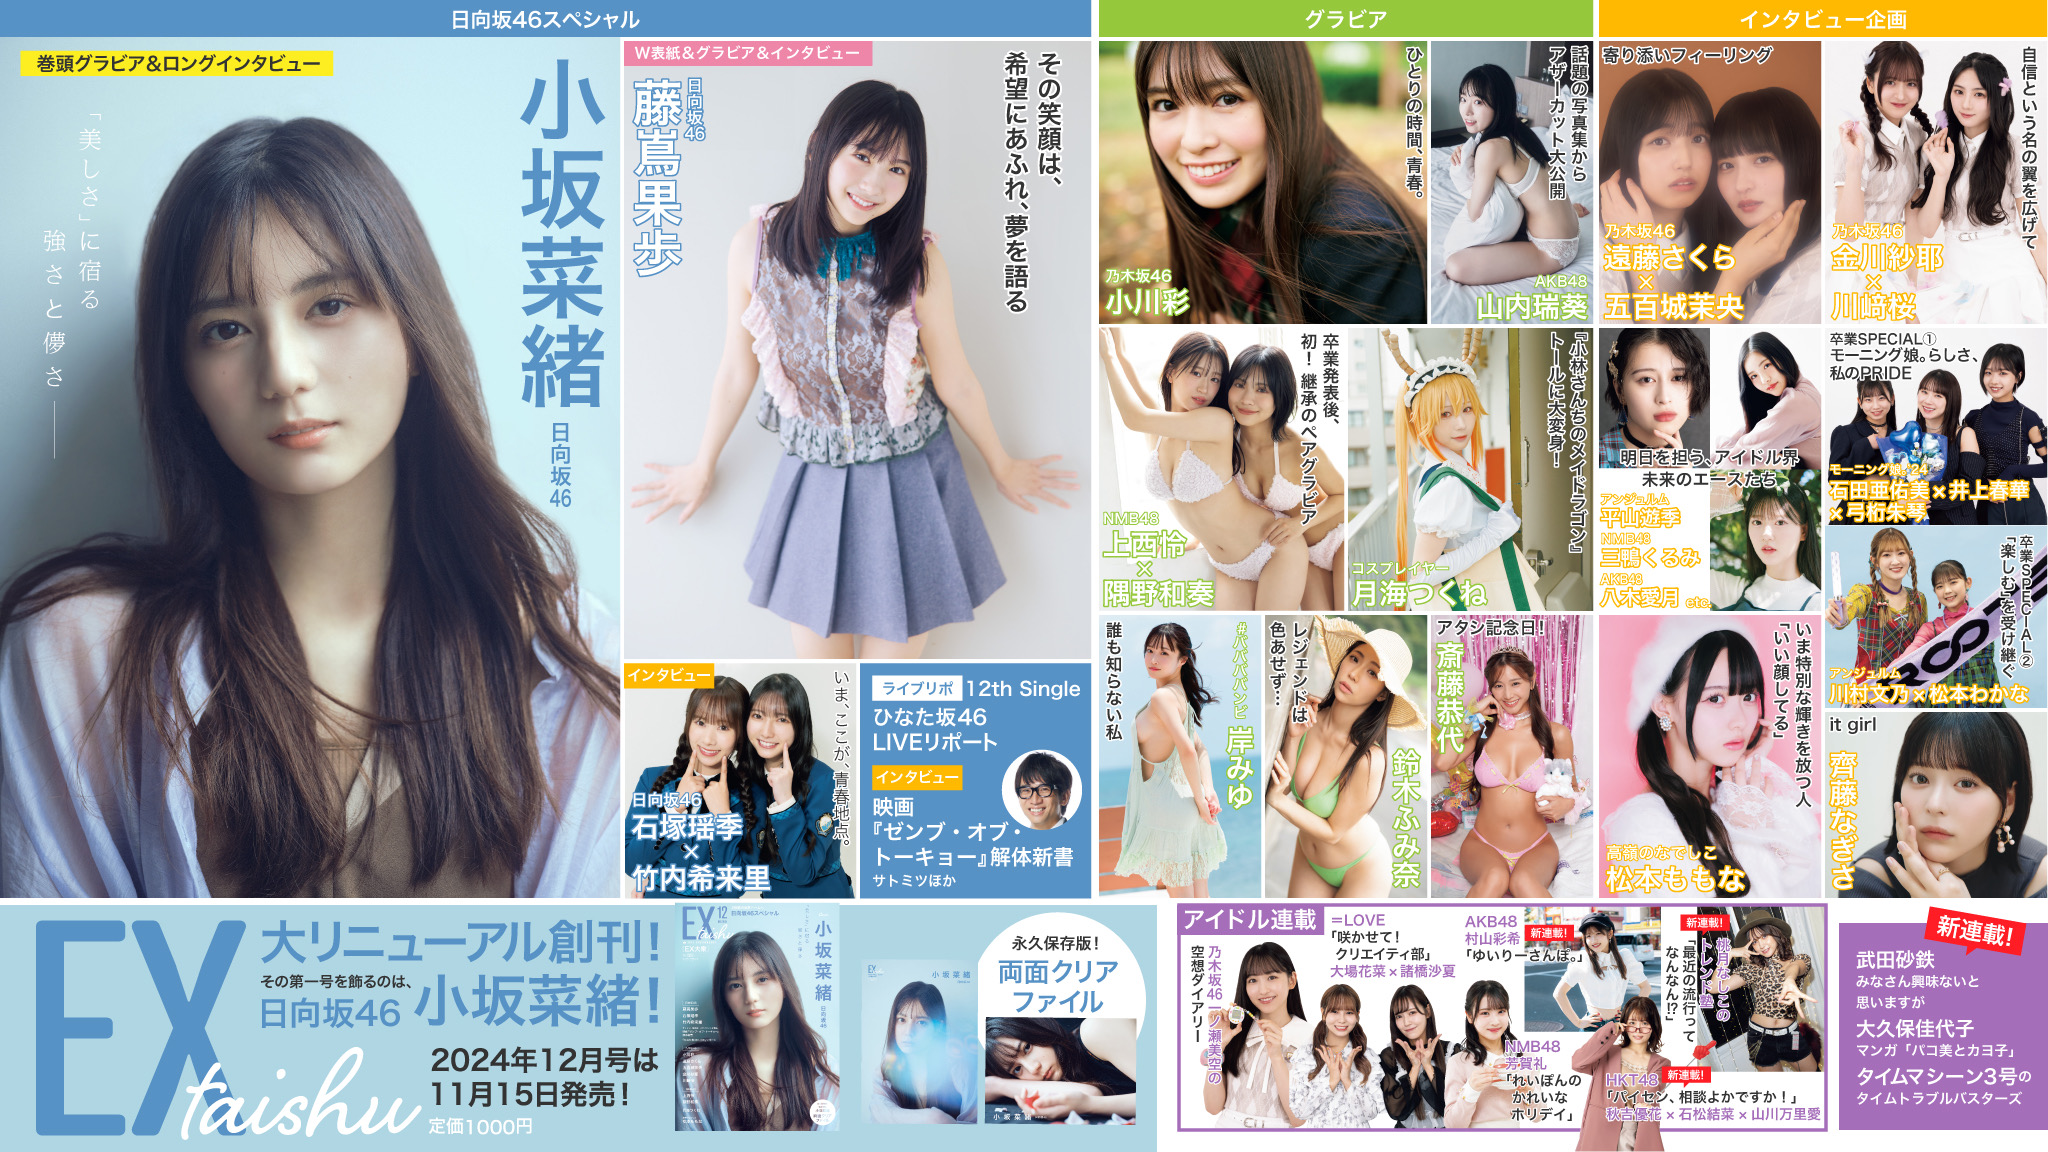 日向坂46スペシャル
巻頭グラビア&ロングインタビュー
「美しさ」に宿る
強さと儚さ――
小坂菜緒
日向坂46
W表紙&グラビア&インタビュー
日向坂46
藤嶌果歩
その笑顔は、
希望にあふれ、夢を語る
インタビュー
いま、ここが、青春地点。
日向坂46
石塚瑶季
×
竹内希来里
ライブリポ 12th Single
ひなた坂46
LIVEリポート
インタビュー
映画
『ゼンブ・オブ・
トーキョー』解体新書
サトミツほか
グラビア
ひとりの時間、青春。
乃木坂46
小川彩
話題の写真集から
アザーカット大公開
AKB48
山内瑞葵
卒業発表後、
初！継承のペアグラビア
NMB48
上西怜
×
隅野和奏
『小林さんちのメイドラゴン』
トールに大変身！
コスプレイヤー
月海つくね
誰も知らない私
#ババババンビ
岸みゆ
レジェンドは
色あせず…
鈴木ふみ奈
アタシ記念日！
斎藤恭代
インタビュー企画
寄り添いフィーリング
乃木坂46
遠藤さくら
×
五百城茉央
自信という名の翼を広げて
乃木坂46
金川紗耶
×
川﨑桜
明日を担う、アイドル界
未来のエースたち
アンジュルム
平山遊季
NMB48
三鴨くるみ
AKB48
八木愛月 etc.
卒業SPECIAL①
モーニング娘。らしさ、
私のPRIDE
モーニング娘。'24
石田亜佑美×井上春華
×弓桁朱琴
卒業SPECIAL②
「楽しむ」を受け継ぐ
アンジュルム
川村文乃×松本わかな
いま特別な輝きを放つ人
「いい顔してる」
高嶺のなでしこ
松本ももな
it girl
齊藤なぎさ
EX
taishu
大リニューアル創刊！
その第一号を飾るのは、
日向坂46 小坂菜緒！
2024年12月号は
11月15日発売！
定価1000円
EX
taishu
12
日向坂46スペシャル
小坂菜緒
日向坂46
小坂菜緒
永久保存版！
両面クリア
ファイル
小坂菜緒
アイドル連載
乃木坂46 一ノ瀬美空の
空想ダイアリー
=LOVE
「咲かせて！
クリエイティ部」
大場花菜×諸橋沙夏
AKB48
村山彩希
新連載！
「ゆいりーさんぽ。」
新連載！
桃月なしこの
トレンド塾
「最近の流行って
なんなん!?」
NMB48
芳賀礼
「れいぽんの
かれいな
ホリデイ」
HKT48
新連載！
「パイセン、相談よかですか！」
秋吉優花×石松結菜×山川万里愛
新連載！
武田砂鉄
みなさん興味ないと
思いますが
大久保佳代子
マンガ「パコ美とカヨ子」
タイムマシーン3号の
タイムトラブルバスターズ